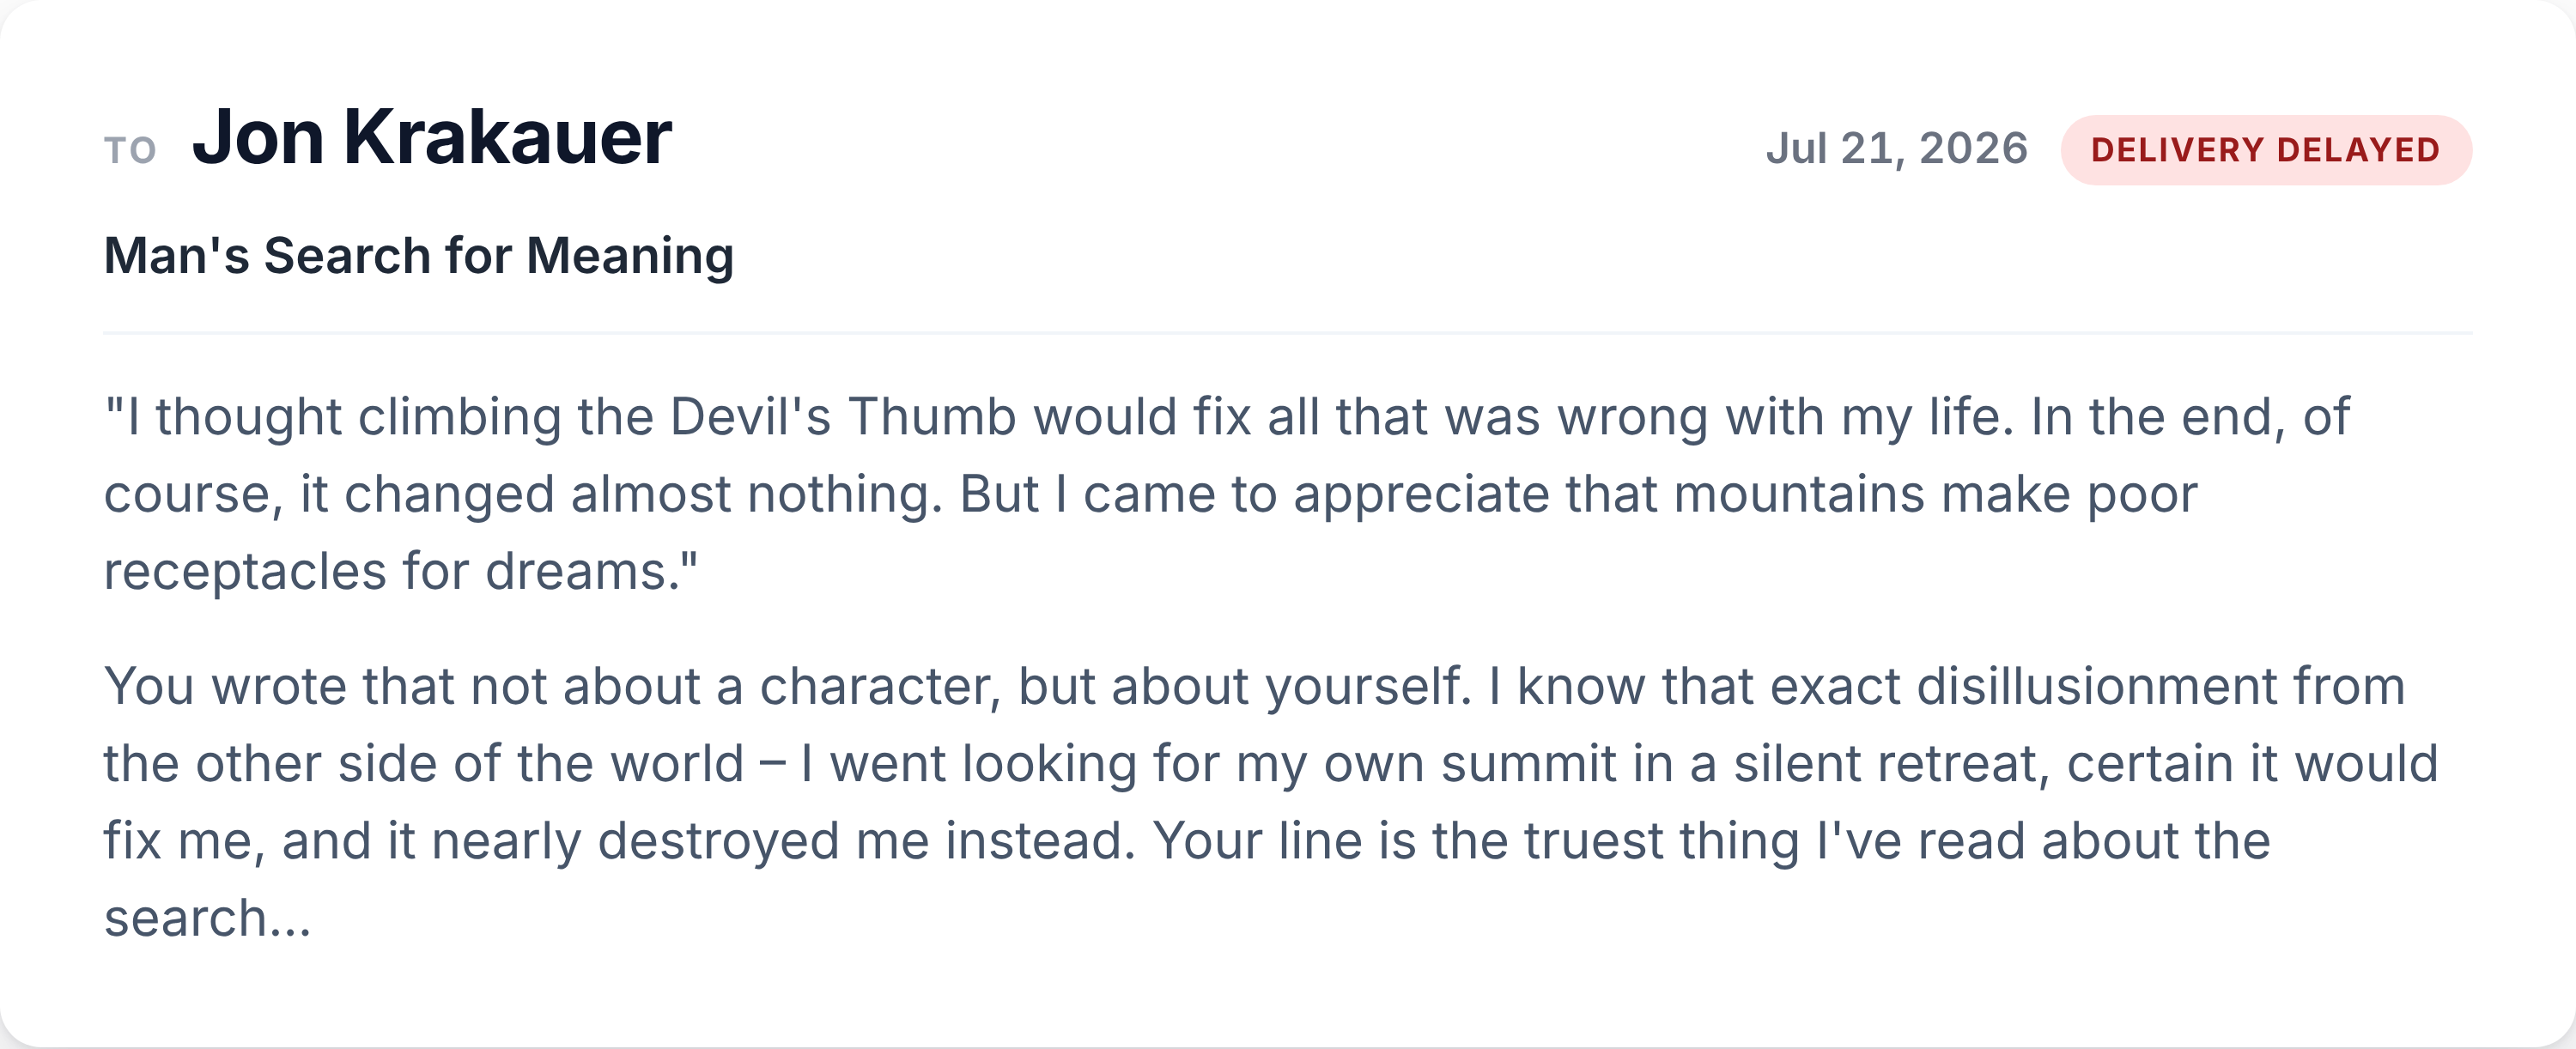 TO Jon Krakauer
Jul 21, 2026 DELIVERY DELAYED
Man's Search for Meaning
"I thought climbing the Devil's Thumb would fix all that was wrong with my life. In the end, of
course, it changed almost nothing. But I came to appreciate that mountains make poor
receptacles for dreams."
You wrote that not about a character, but about yourself. I know that exact disillusionment from
the other side of the world – I went looking for my own summit in a silent retreat, certain it would
fix me, and it nearly destroyed me instead. Your line is the truest thing I've read about the
search...